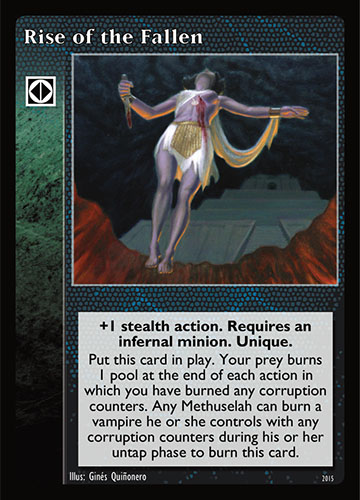 Rise of the Fallen
+1 stealth action. Requires an
infernal minion. Unique.
Put this card in play. Your prey burns
1 pool at the end of each action in
which you have burned any corruption
counters. Any Methuselah can burn a
vampire he or she controls with any
corruption counters during his or her
untap phase to burn this card.
Illus: Ginés Quiñonero
2015